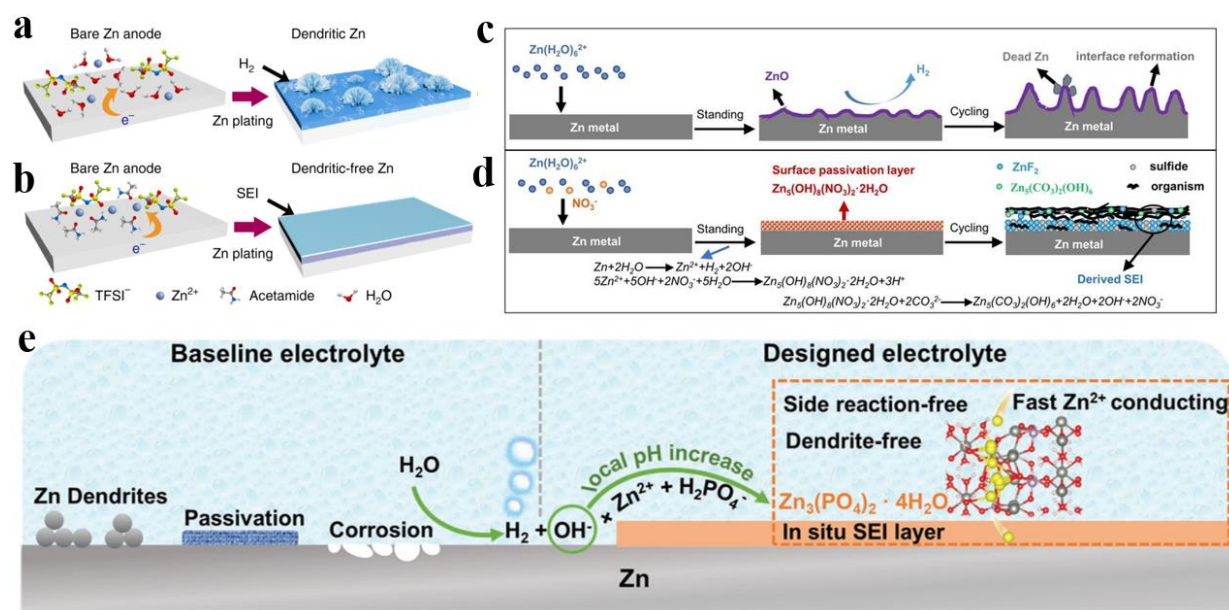 a
Bare Zn anode
Dendritic Zn
H₂
e⁻
Zn plating
b
Bare Zn anode
Dendritic-free Zn
SEI
e⁻
Zn plating
TFSI⁻
Zn²⁺
Acetamide
H₂O
c
Zn(H₂O)₆²⁺
Zn metal
Standing
ZnO
H₂
Zn metal
Cycling
Dead Zn
interface reformation
Zn metal
d
Zn(H₂O)₆²⁺
NO₃⁻
Zn metal
Standing
Surface passivation layer
Zn₅(OH)₈(NO₃)₂·2H₂O
Zn metal
Cycling
ZnF₂
sulfide
Zn₅(CO₃)₂(OH)₆
organism
Zn metal
Derived SEI
Zn+2H₂O→Zn²⁺+H₂+2OH⁻
5Zn²⁺+5OH⁻+2NO₃⁻+5H₂O→Zn₅(OH)₈(NO₃)₂·2H₂O+3H⁺
Zn₅(OH)₈(NO₃)₂·2H₂O+2CO₃²⁻→Zn₅(CO₃)₂(OH)₆+2H₂O+2OH⁻+2NO₃⁻
e
Baseline electrolyte
Designed electrolyte
Zn Dendrites
Passivation
Corrosion
H₂O
H₂ + OH⁻
local pH increase
+ Zn²⁺ + H₂PO₄⁻
Side reaction-free
Fast Zn²⁺ conducting
Dendrite-free
Zn₃(PO₄)₂ · 4H₂O
In situ SEI layer
Zn